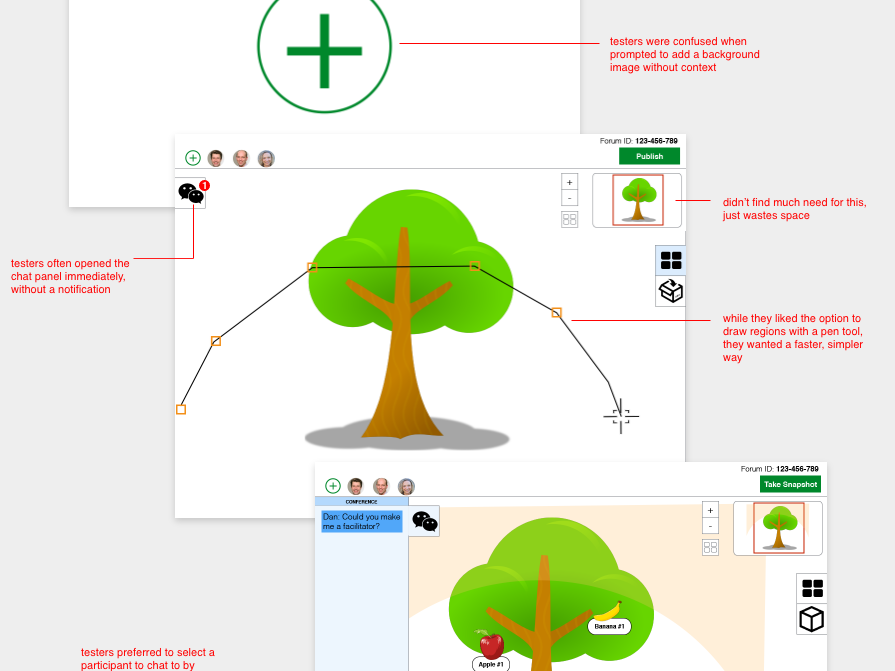 testers were confused when
prompted to add a background
image without context
Forum ID: 123-456-789
Publish
1
+
-
didn't find much need for this,
just wastes space
testers often opened the
chat panel immediately,
without a notification
while they liked the option to
draw regions with a pen tool,
they wanted a faster, simpler
way
Forum ID: 123-456-789
Take Snapshot
CONFERENCE
Dan: Could you make
me a facilitator?
+
-
Banana #1
Apple #1
testers preferred to select a
participant to chat to by